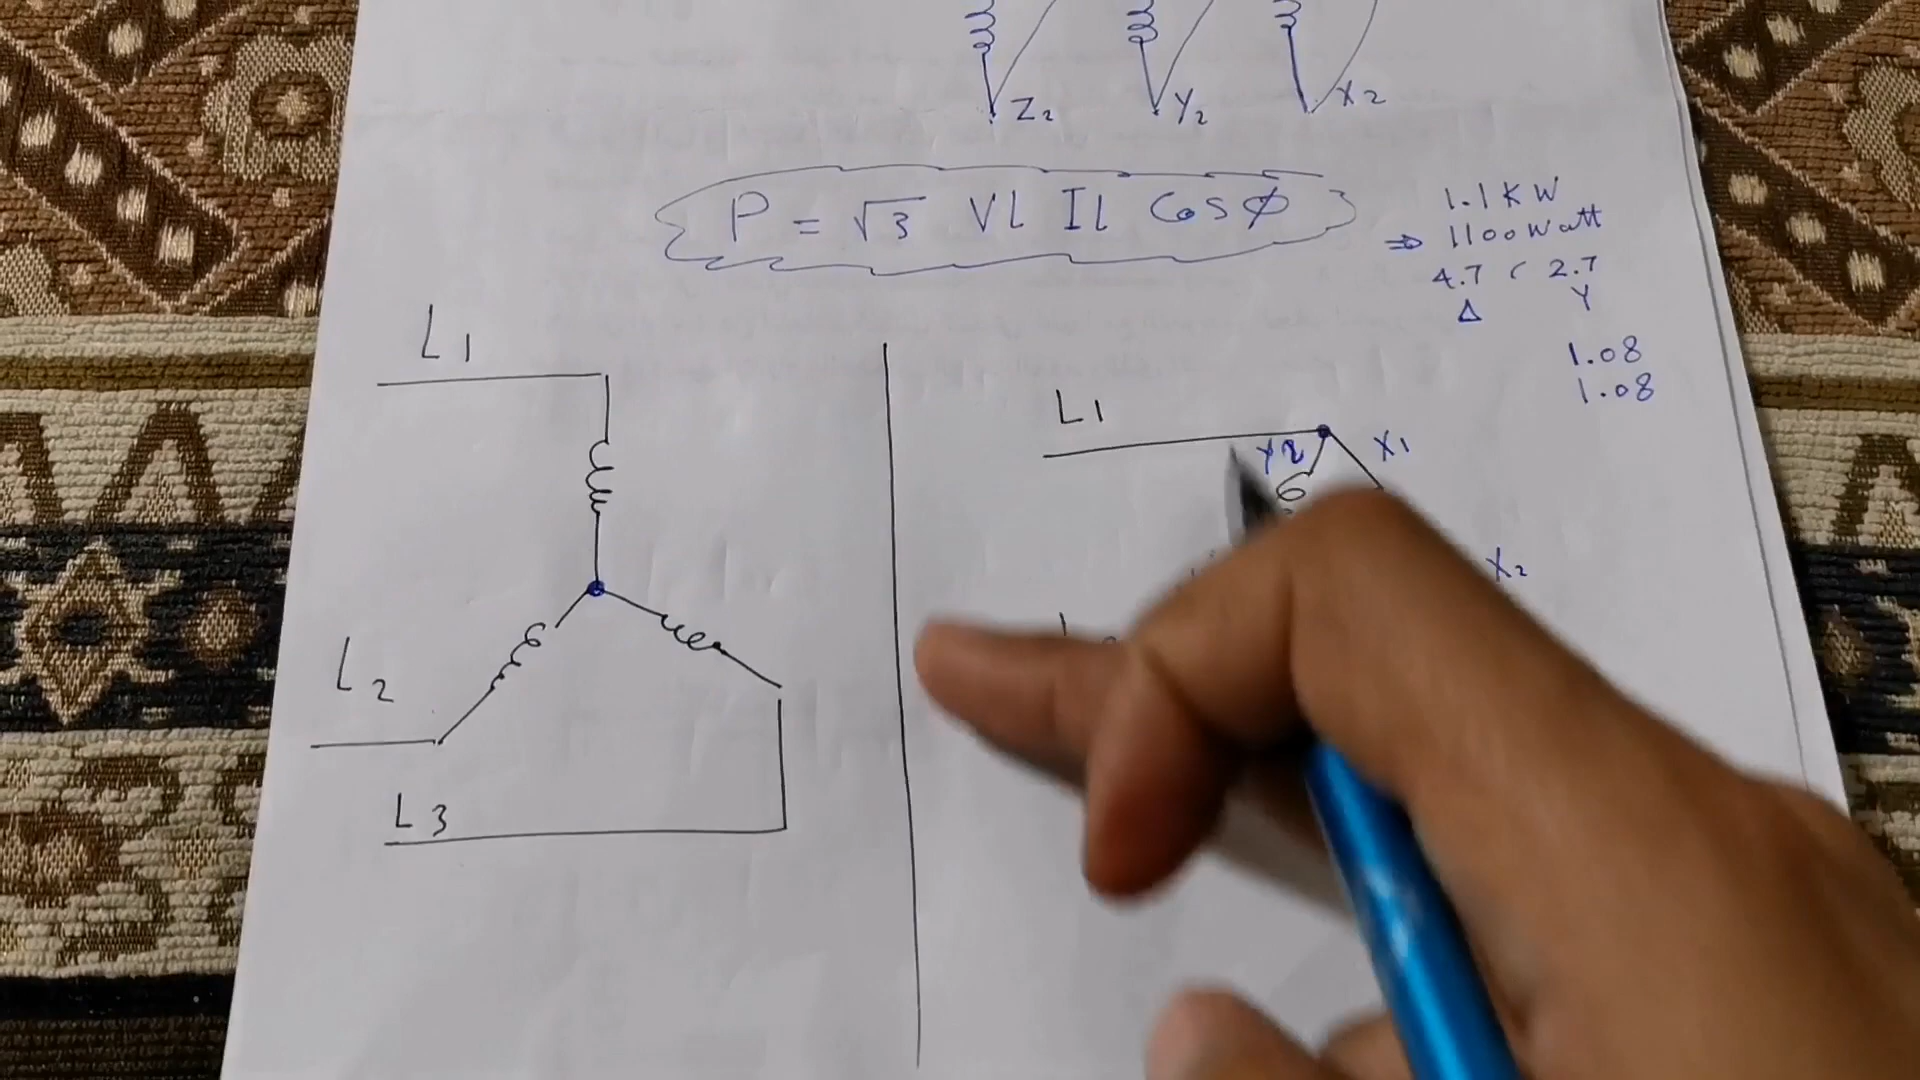 Z2 Y2 X2
P = √3 Vl Il Cosφ
1.1 KW
⇒ 1100 Watt
4.7 ( 2.7
Δ Y
1.08
1.08
L1
L2
L3
L1
X1
X2